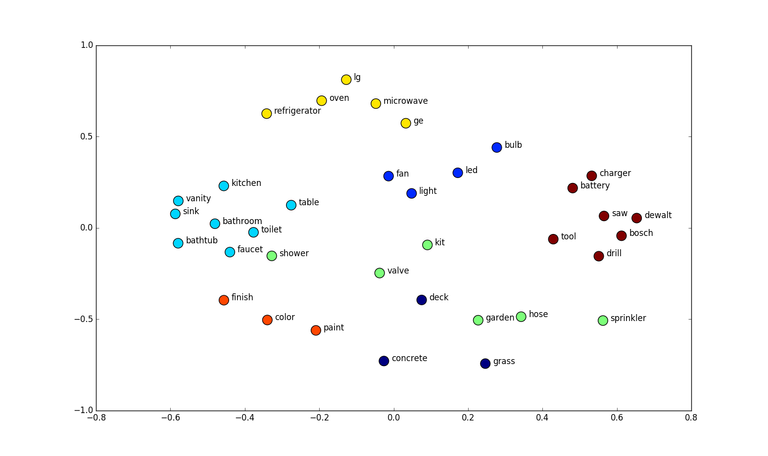 1.0
lg
oven
microwave
refrigerator
ge
0.5
bulb
fan
led
charger
kitchen
battery
light
vanity
table
sink
saw
dewalt
bathroom
0.0
toilet
bosch
tool
bathtub
kit
faucet
shower
drill
valve
finish
deck
−0.5
color
garden
hose
sprinkler
paint
concrete
grass
−1.0
−0.8
−0.6
−0.4
−0.2
0.0
0.2
0.4
0.6
0.8